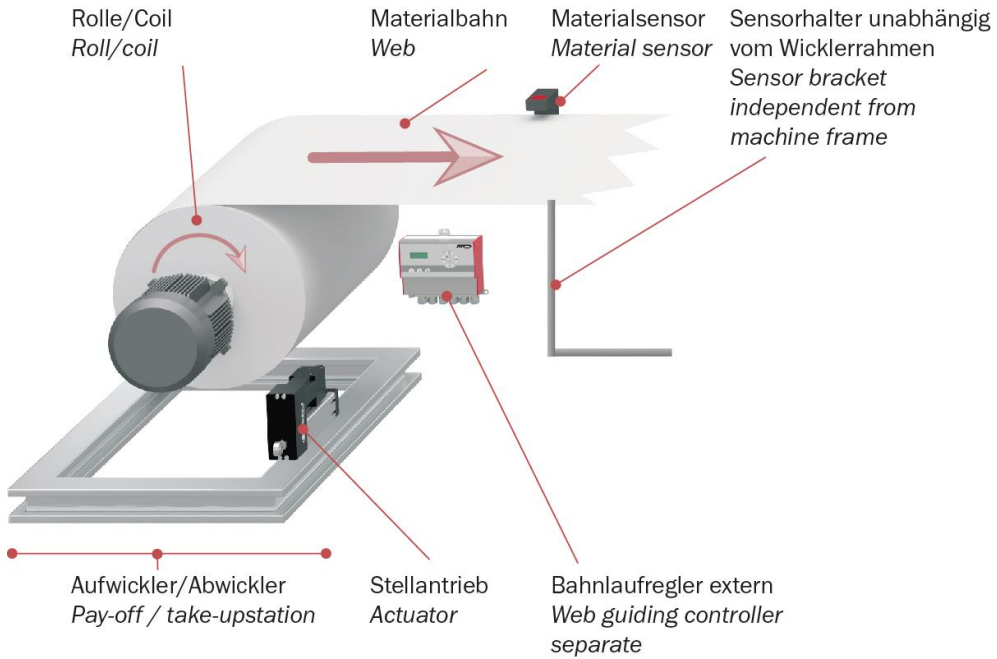 Rolle/Coil
Roll/coil
Materialbahn
Web
Materialsensor
Material sensor
Sensorhalter unabhängig
vom Wicklerrahmen
Sensor bracket
independent from
machine frame
Aufwickler/Abwickler
Pay-off / take-upstation
Stellantrieb
Actuator
Bahnlaufregler extern
Web guiding controller
separate